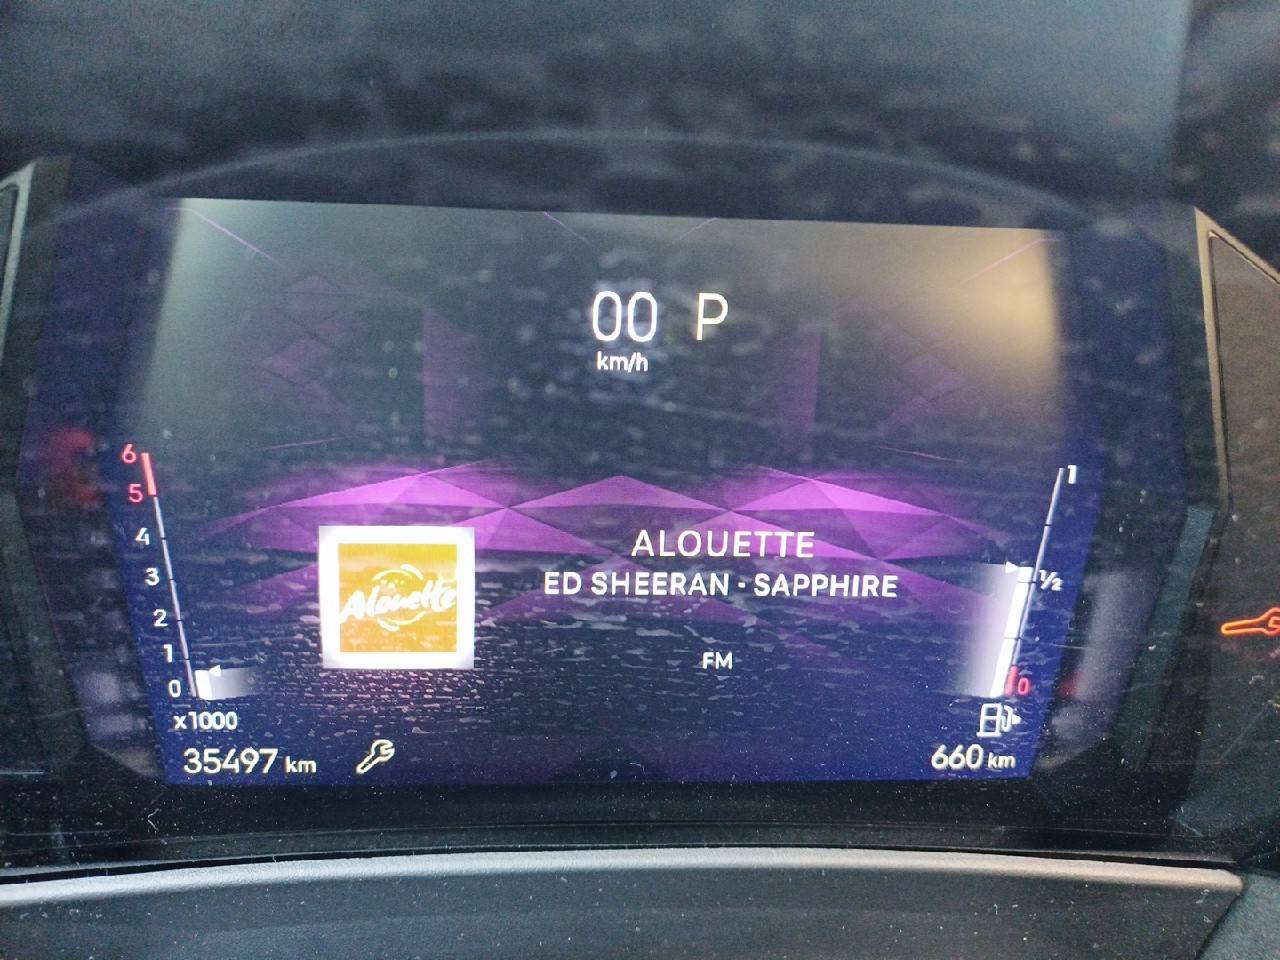 00 P
km/h
6
5
4
3
2
1
0
x1000
35497 km
Alouette
ALOUETTE
ED SHEERAN · SAPPHIRE
FM
1
½
0
660 km